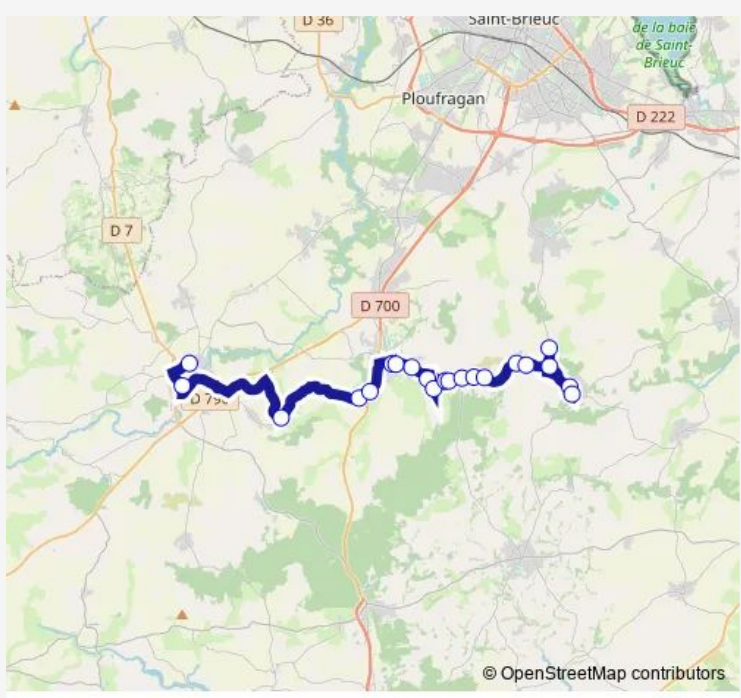 D 36
Saint-Brieuc
de la baie
de Saint-
Brieuc
Ploufragan
D 222
D 7
D 700
© OpenStreetMap contributors